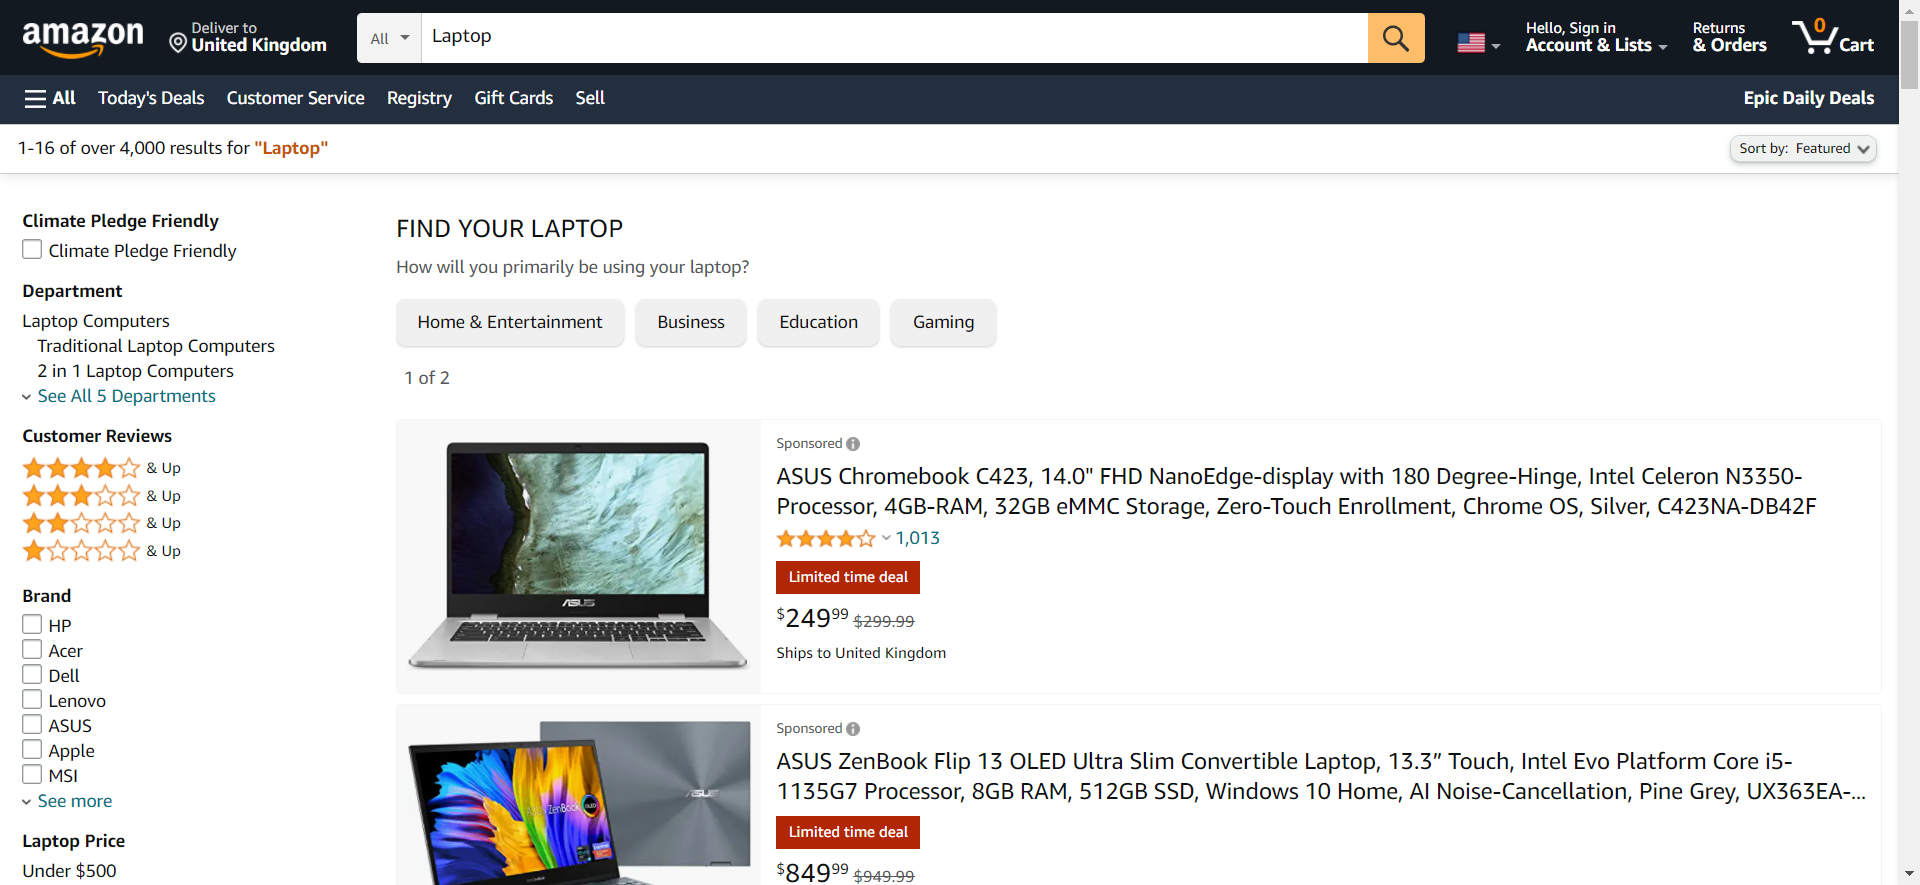 amazon
Deliver to
United Kingdom
All
Laptop
Hello, Sign in
Account & Lists
Returns
& Orders
0
Cart
All
Today's Deals
Customer Service
Registry
Gift Cards
Sell
Epic Daily Deals
1-16 of over 4,000 results for "Laptop"
Sort by: Featured
Climate Pledge Friendly
Climate Pledge Friendly
Department
Laptop Computers
Traditional Laptop Computers
2 in 1 Laptop Computers
See All 5 Departments
Customer Reviews
& Up
& Up
& Up
& Up
Brand
HP
Acer
Dell
Lenovo
ASUS
Apple
MSI
See more
Laptop Price
Under $500
FIND YOUR LAPTOP
How will you primarily be using your laptop?
Home & Entertainment
Business
Education
Gaming
1 of 2
ASUS
Sponsored
ASUS Chromebook C423, 14.0" FHD NanoEdge-display with 180 Degree-Hinge, Intel Celeron N3350-
Processor, 4GB-RAM, 32GB eMMC Storage, Zero-Touch Enrollment, Chrome OS, Silver, C423NA-DB42F
1,013
Limited time deal
$249.99 $299.99
Ships to United Kingdom
ASUS
ASUS ZenBook
OLED
Sponsored
ASUS ZenBook Flip 13 OLED Ultra Slim Convertible Laptop, 13.3” Touch, Intel Evo Platform Core i5-
1135G7 Processor, 8GB RAM, 512GB SSD, Windows 10 Home, AI Noise-Cancellation, Pine Grey, UX363EA-...
Limited time deal
$849.99 $949.99